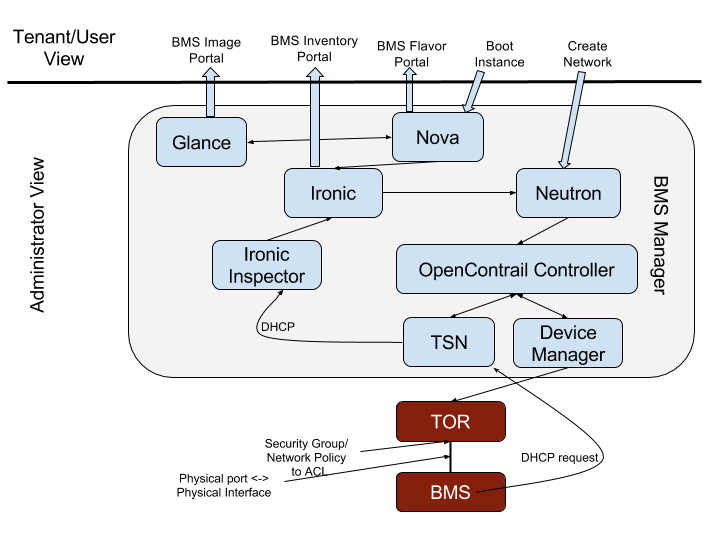 Tenant/User
View
BMS Image
Portal
BMS Inventory
Portal
BMS Flavor
Portal
Boot
Instance
Create
Network
Administrator View
BMS Manager
Glance
Nova
Ironic
Neutron
Ironic
Inspector
OpenContrail Controller
DHCP
TSN
Device
Manager
TOR
Security Group/
Network Policy
to ACL
DHCP request
Physical port <->
Physical Interface
BMS